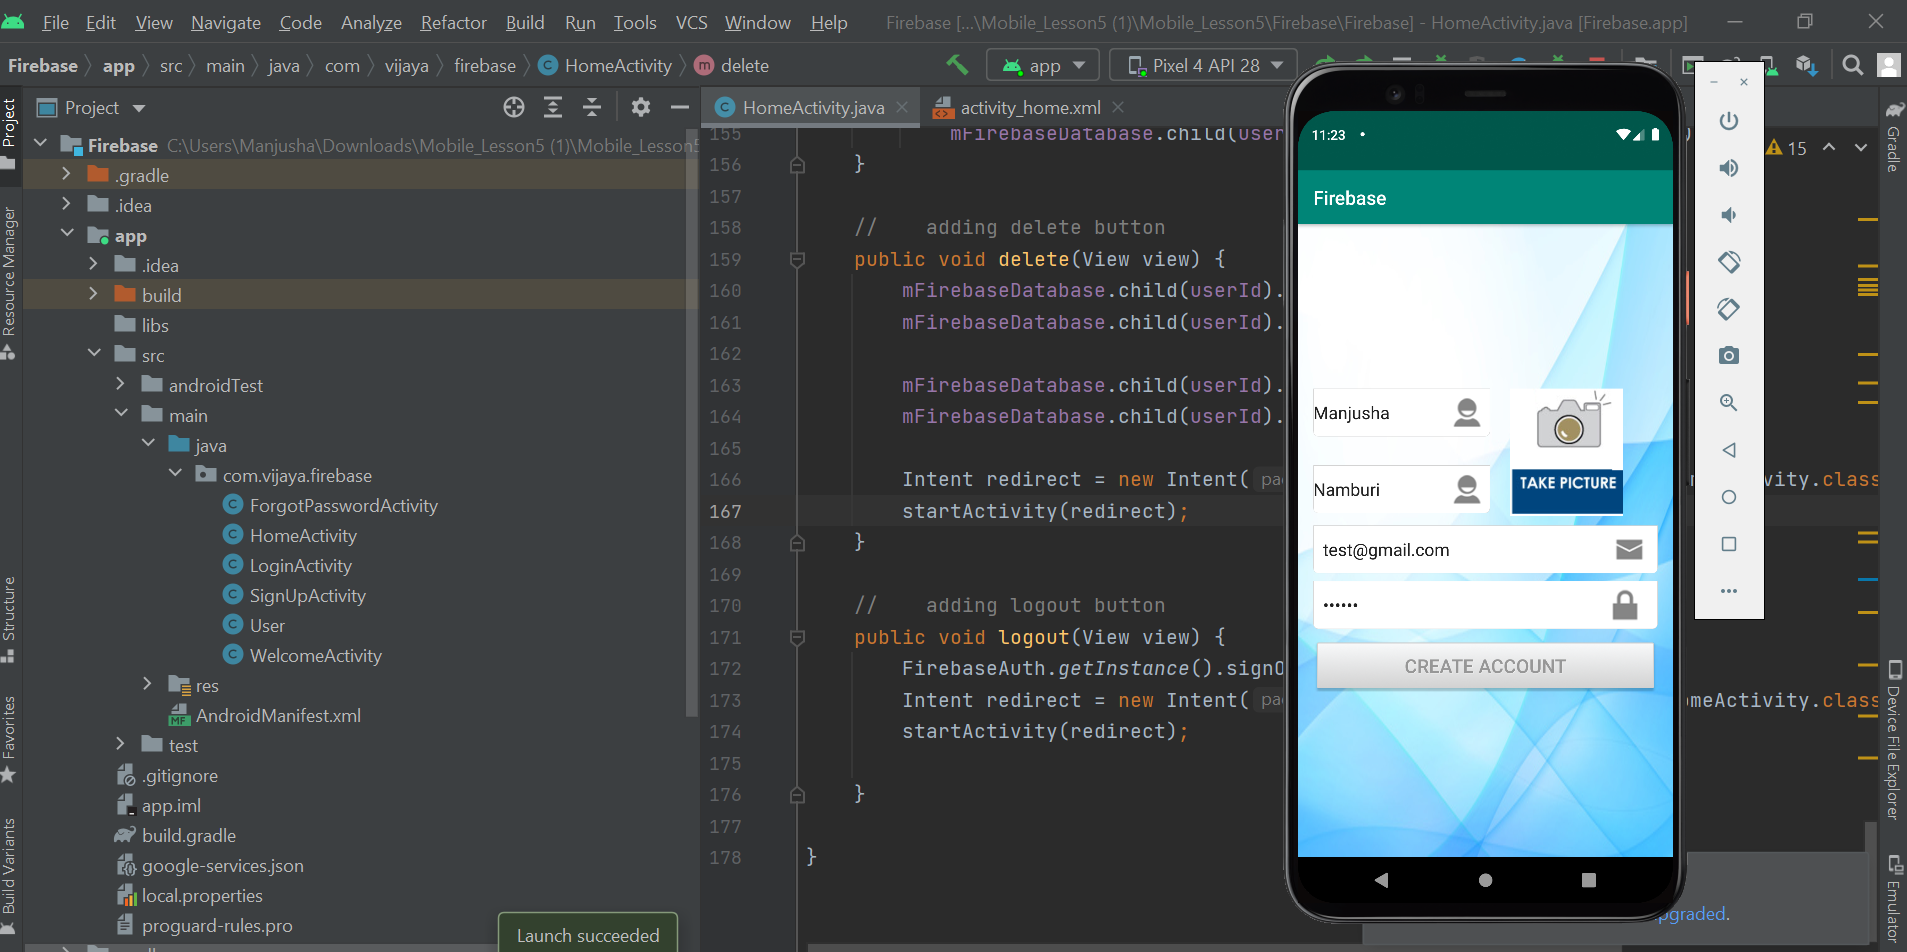 File Edit View Navigate Code Analyze Refactor Build Run Tools VCS Window Help Firebase [...\Mobile_Lesson5 (1)\Mobile_Lesson5\Firebase\Firebase] - HomeActivity.java [Firebase.app]
Firebase app src main java com vijaya firebase HomeActivity delete app Pixel 4 API 28
Project
HomeActivity.java activity_home.xml
Firebase C:\Users\Manjusha\Downloads\Mobile_Lesson5 (1)\Mobile_Lesson5
.gradle
.idea
app
.idea
build
libs
src
androidTest
main
java
com.vijaya.firebase
ForgotPasswordActivity
HomeActivity
LoginActivity
SignUpActivity
User
WelcomeActivity
res
AndroidManifest.xml
test
.gitignore
app.iml
build.gradle
google-services.json
local.properties
proguard-rules.pro
Project
Resource Manager
Structure
Favorites
Build Variants
155 mFirebaseDatabase.child(user
156 }
157
158 // adding delete button
159 public void delete(View view) {
160 mFirebaseDatabase.child(userId).
161 mFirebaseDatabase.child(userId).
162
163 mFirebaseDatabase.child(userId).
164 mFirebaseDatabase.child(userId).
165
166 Intent redirect = new Intent( pac mActivity.class
167 startActivity(redirect);
168 }
169
170 // adding logout button
171 public void logout(View view) {
172 FirebaseAuth.getInstance().signO
173 Intent redirect = new Intent( pac omeActivity.class
174 startActivity(redirect);
175
176 }
177
178 }
15
11:23
Firebase
Manjusha
Namburi
TAKE PICTURE
test@gmail.com
••••••
CREATE ACCOUNT
pgraded.
Launch succeeded
Gradle
Device File Explorer
Emulator